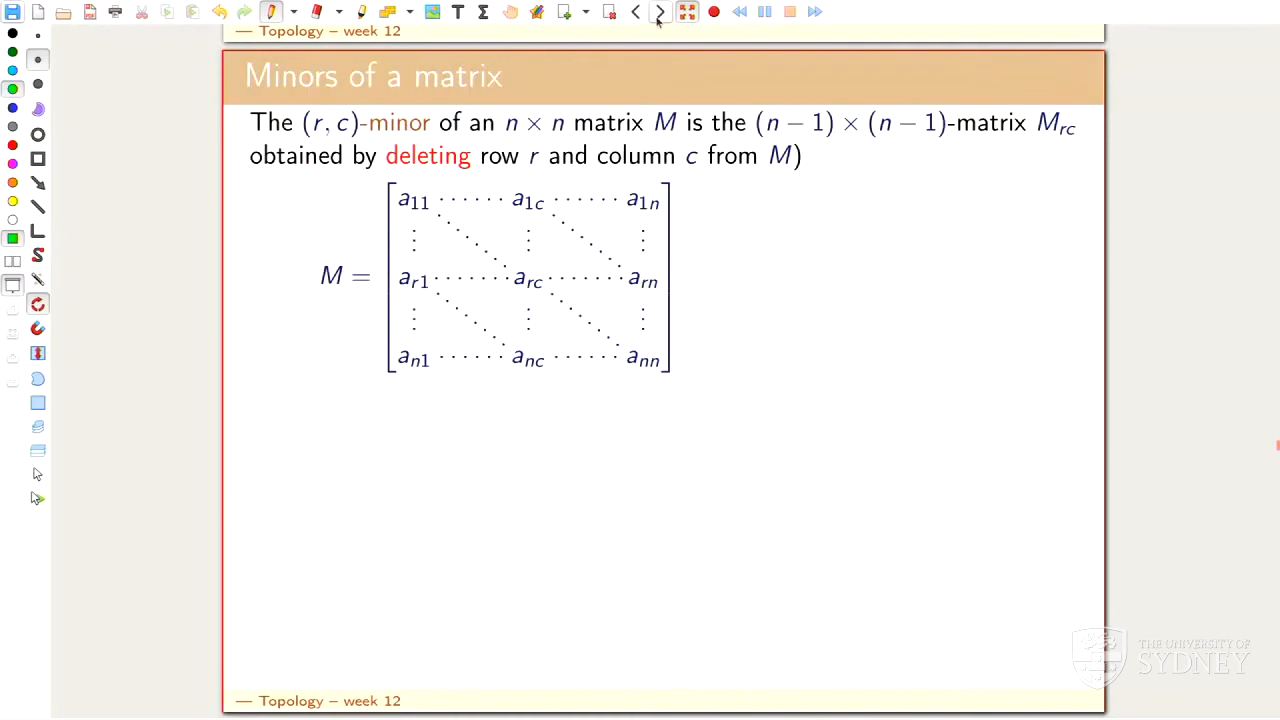 — Topology – week 12
Minors of a matrix
The (r, c)-minor of an n × n matrix M is the (n − 1) × (n − 1)-matrix M_rc
obtained by deleting row r and column c from M)
a_11 · · · · · · a_1c · · · · · · a_1n
M = a_r1 · · · · · · · a_rc · · · · · · · a_rn
a_n1 · · · · · · a_nc · · · · · · a_nn
THE UNIVERSITY OF
SYDNEY
— Topology – week 12